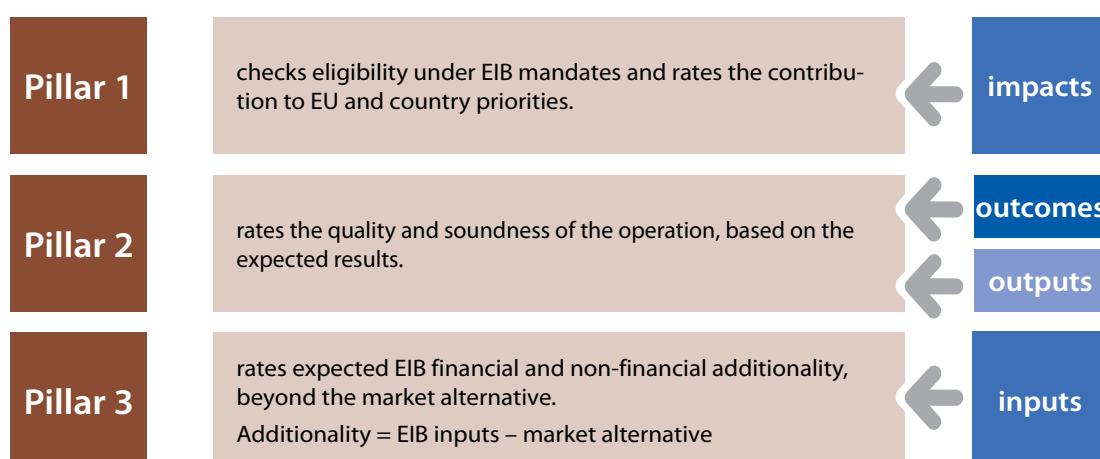 Pillar 1
checks eligibility under EIB mandates and rates the contribu-
tion to EU and country priorities.
impacts
Pillar 2
rates the quality and soundness of the operation, based on the
expected results.
outcomes
outputs
Pillar 3
rates expected EIB financial and non-financial additionality,
beyond the market alternative.
Additionality = EIB inputs – market alternative
inputs